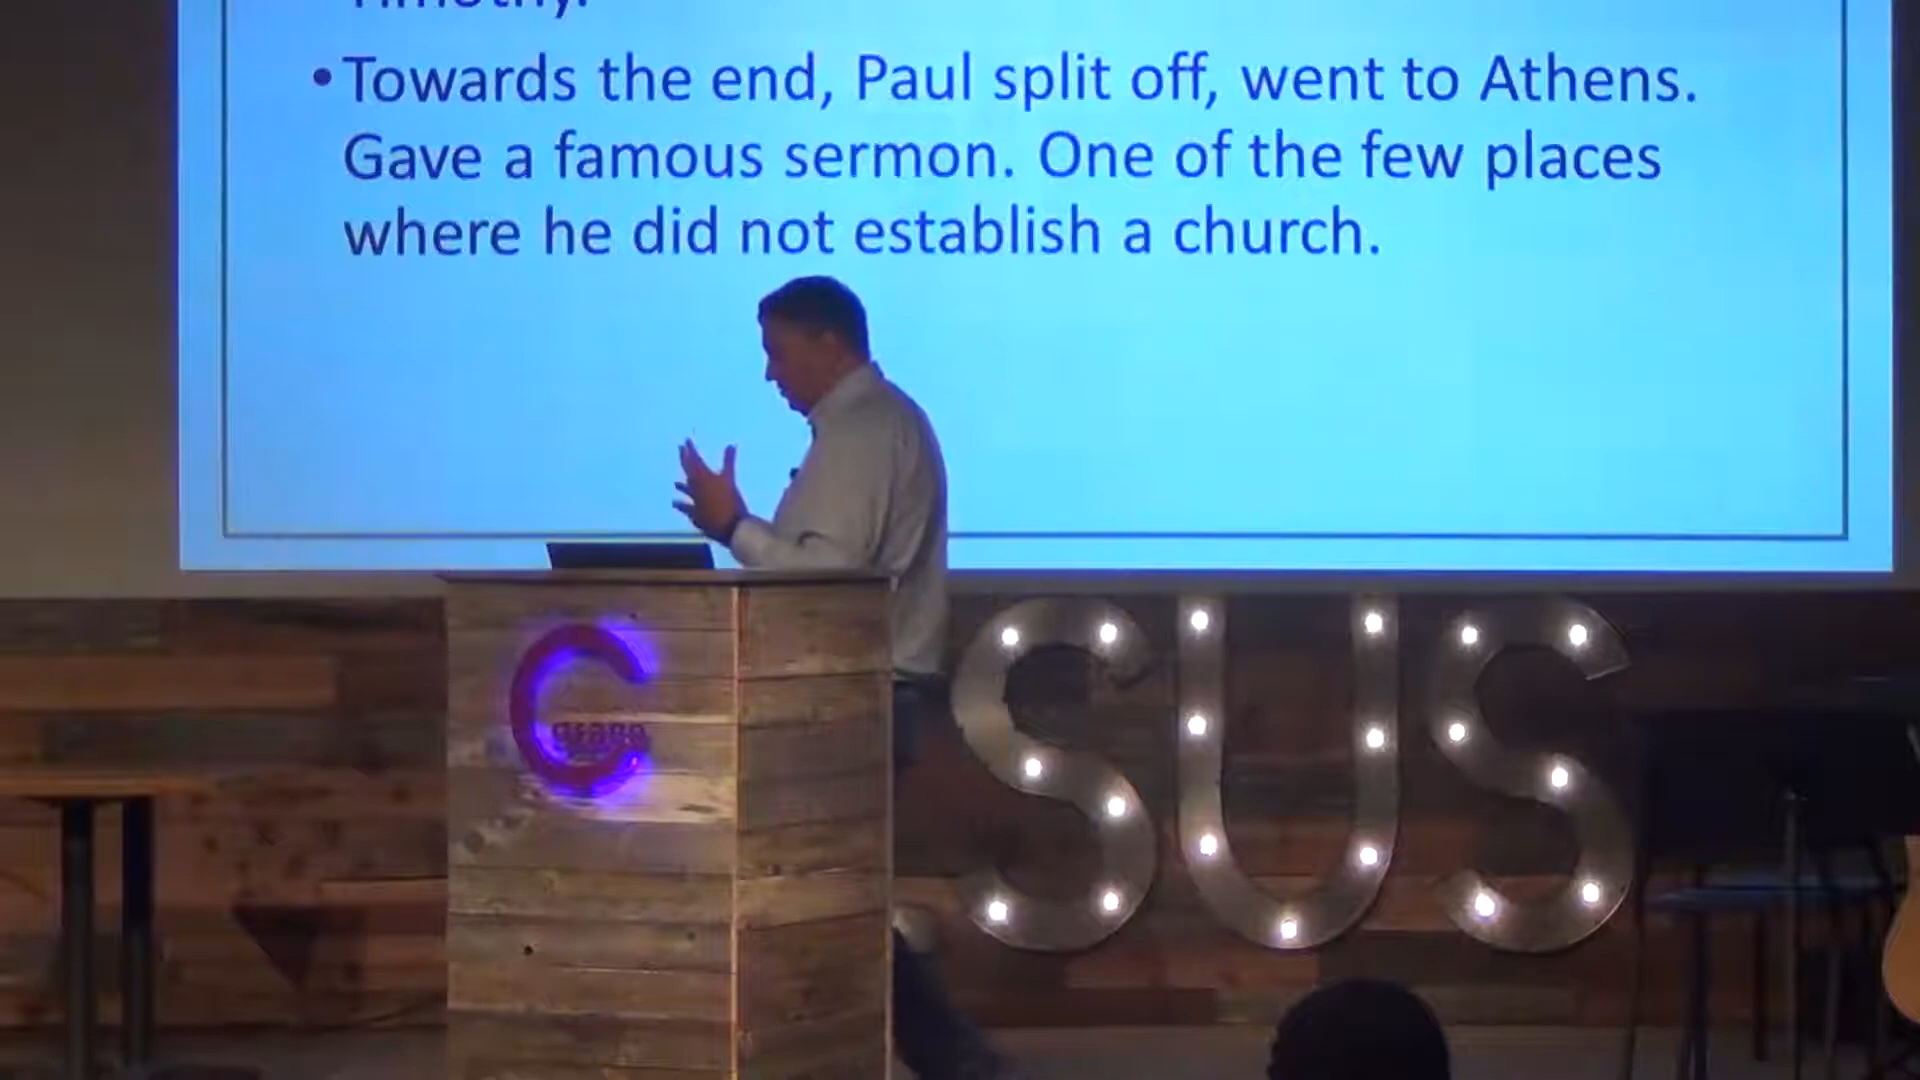 Timothy.
•Towards the end, Paul split off, went to Athens.
Gave a famous sermon. One of the few places
where he did not establish a church.
SUS